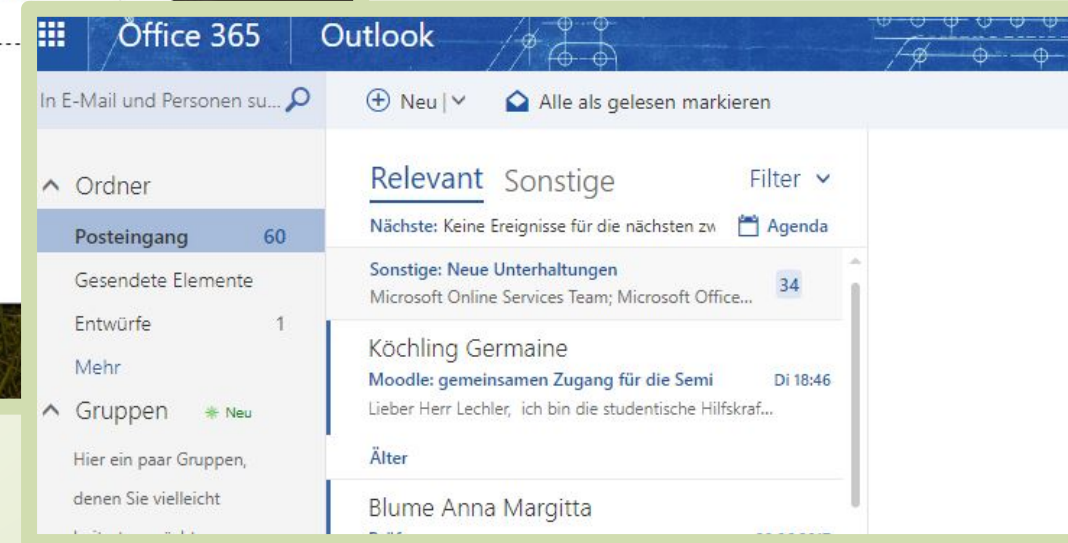 Office 365 Outlook
In E-Mail und Personen su...
Neu
Alle als gelesen markieren
Ordner
Posteingang 60
Gesendete Elemente
Entwürfe 1
Mehr
Gruppen Neu
Hier ein paar Gruppen,
denen Sie vielleicht
Relevant Sonstige Filter
Nächste: Keine Ereignisse für die nächsten zw Agenda
Sonstige: Neue Unterhaltungen
Microsoft Online Services Team; Microsoft Office... 34
Köchling Germaine
Moodle: gemeinsamen Zugang für die Semi Di 18:46
Lieber Herr Lechler, ich bin die studentische Hilfskraf...
Älter
Blume Anna Margitta